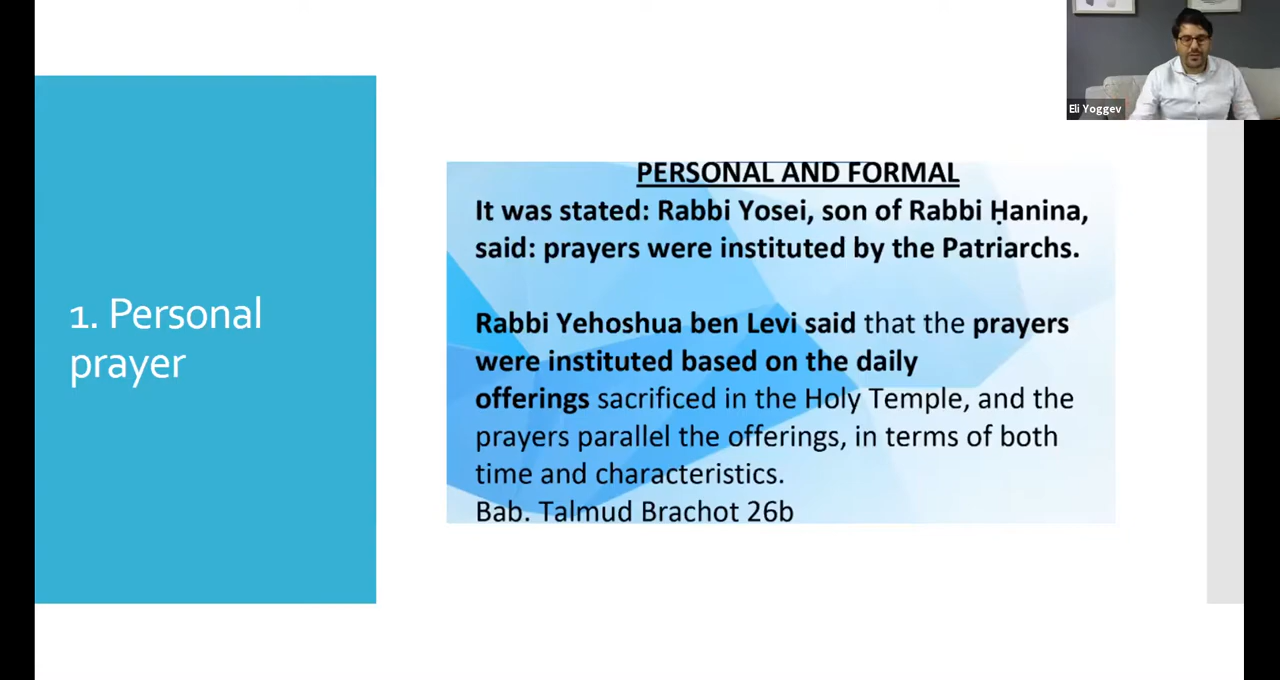 1. Personal
prayer
PERSONAL AND FORMAL
It was stated: Rabbi Yosei, son of Rabbi Ḥanina,
said: prayers were instituted by the Patriarchs.
Rabbi Yehoshua ben Levi said that the prayers
were instituted based on the daily
offerings sacrificed in the Holy Temple, and the
prayers parallel the offerings, in terms of both
time and characteristics.
Bab. Talmud Brachot 26b
Eli Yoggev